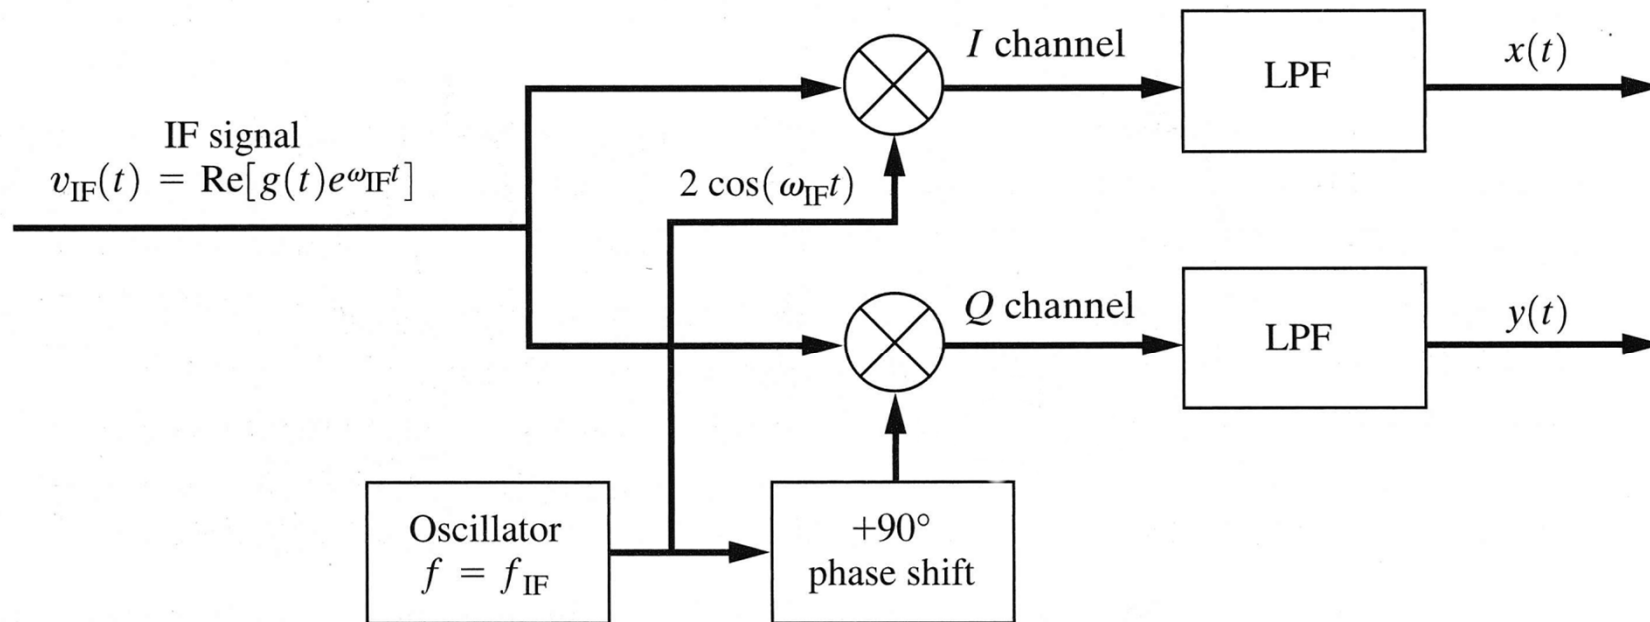 IF signal
v_IF(t) = Re[g(t)e^ω_IF t]
2 cos(ω_IF t)
I channel
LPF
x(t)
Q channel
LPF
y(t)
Oscillator
f = f_IF
+90°
phase shift